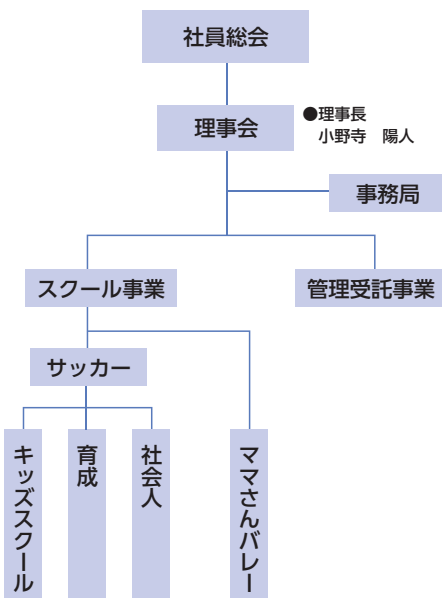 社員総会
理事会
●理事長
小野寺　陽人
事務局
スクール事業
管理受託事業
サッカー
キッズスクール
育成
社会人
ママさんバレー